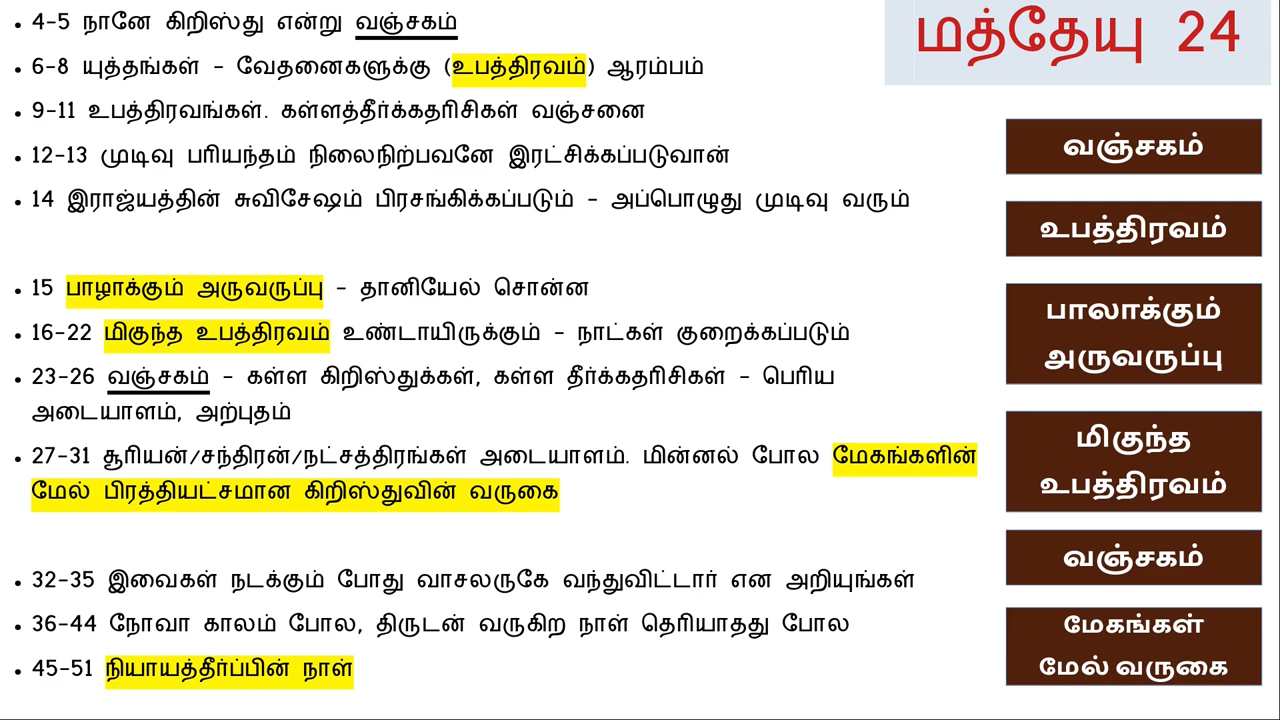 மத்தேயு 24
• 4-5 நானே கிறிஸ்து என்று வஞ்சகம்
• 6-8 யுத்தங்கள் - வேதனைகளுக்கு (உபத்திரவம்) ஆரம்பம்
• 9-11 உபத்திரவங்கள். கள்ளத்தீர்க்கதரிசிகள் வஞ்சனை
• 12-13 முடிவு பரியந்தம் நிலைநிற்பவனே இரட்சிக்கப்படுவான்
• 14 இராஜ்யத்தின் சுவிசேஷம் பிரசங்கிக்கப்படும் - அப்பொழுது முடிவு வரும்
• 15 பாழாக்கும் அருவருப்பு - தானியேல் சொன்ன
• 16-22 மிகுந்த உபத்திரவம் உண்டாயிருக்கும் - நாட்கள் குறைக்கப்படும்
• 23-26 வஞ்சகம் - கள்ள கிறிஸ்துக்கள், கள்ள தீர்க்கதரிசிகள் - பெரிய
அடையாளம், அற்புதம்
• 27-31 சூரியன்/சந்திரன்/நட்சத்திரங்கள் அடையாளம். மின்னல் போல மேகங்களின்
மேல் பிரத்தியட்சமான கிறிஸ்துவின் வருகை
• 32-35 இவைகள் நடக்கும் போது வாசலருகே வந்துவிட்டார் என அறியுங்கள்
• 36-44 நோவா காலம் போல, திருடன் வருகிற நாள் தெரியாதது போல
• 45-51 நியாயத்தீர்ப்பின் நாள்
வஞ்சகம்
உபத்திரவம்
பாலாக்கும்
அருவருப்பு
மிகுந்த
உபத்திரவம்
வஞ்சகம்
மேகங்கள்
மேல் வருகை